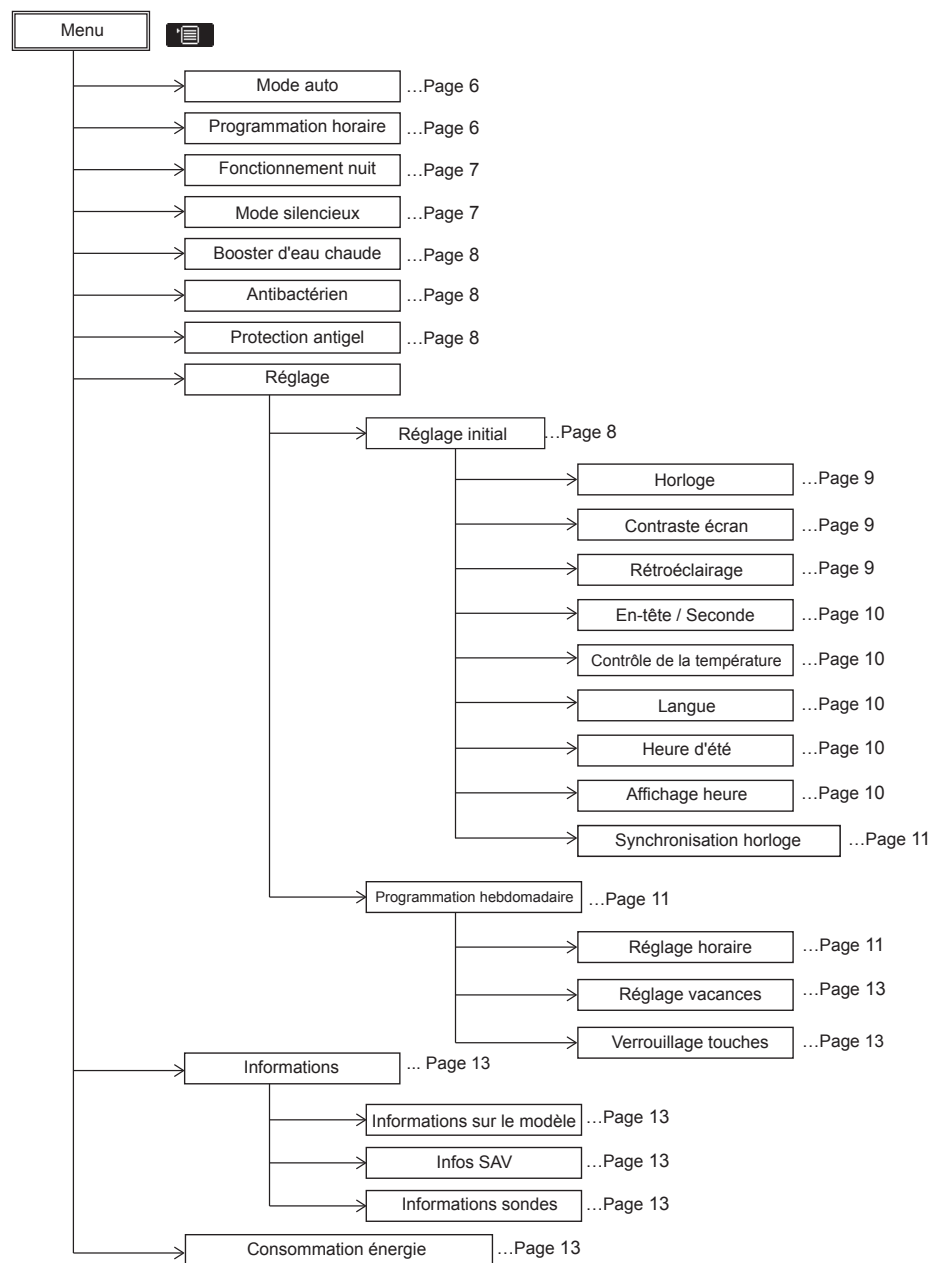 Menu
Mode auto …Page 6
Programmation horaire …Page 6
Fonctionnement nuit …Page 7
Mode silencieux …Page 7
Booster d'eau chaude …Page 8
Antibactérien …Page 8
Protection antigel …Page 8
Réglage
Réglage initial …Page 8
Horloge …Page 9
Contraste écran …Page 9
Rétroéclairage …Page 9
En-tête / Seconde …Page 10
Contrôle de la température …Page 10
Langue …Page 10
Heure d'été …Page 10
Affichage heure …Page 10
Synchronisation horloge …Page 11
Programmation hebdomadaire …Page 11
Réglage horaire …Page 11
Réglage vacances …Page 13
Verrouillage touches …Page 13
Informations ... Page 13
Informations sur le modèle …Page 13
Infos SAV …Page 13
Informations sondes …Page 13
Consommation énergie …Page 13